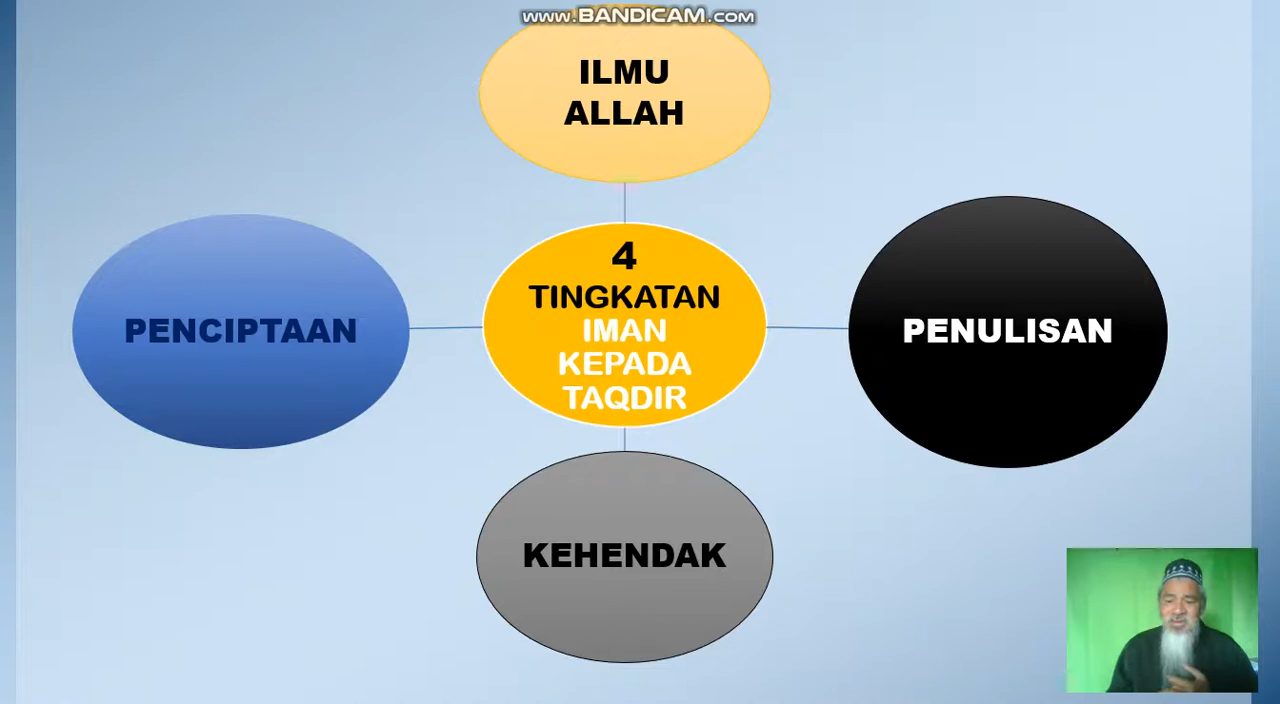 www.BANDICAM.com
ILMU
ALLAH
PENCIPTAAN
4
TINGKATAN
IMAN
KEPADA
TAQDIR
PENULISAN
KEHENDAK